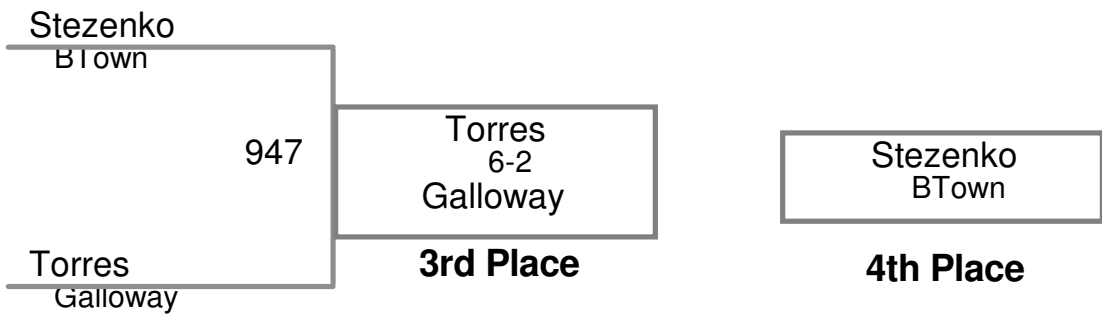 Stezenko
BTown
947
Torres
6-2
Galloway
3rd Place
Stezenko
BTown
4th Place
Torres
Galloway